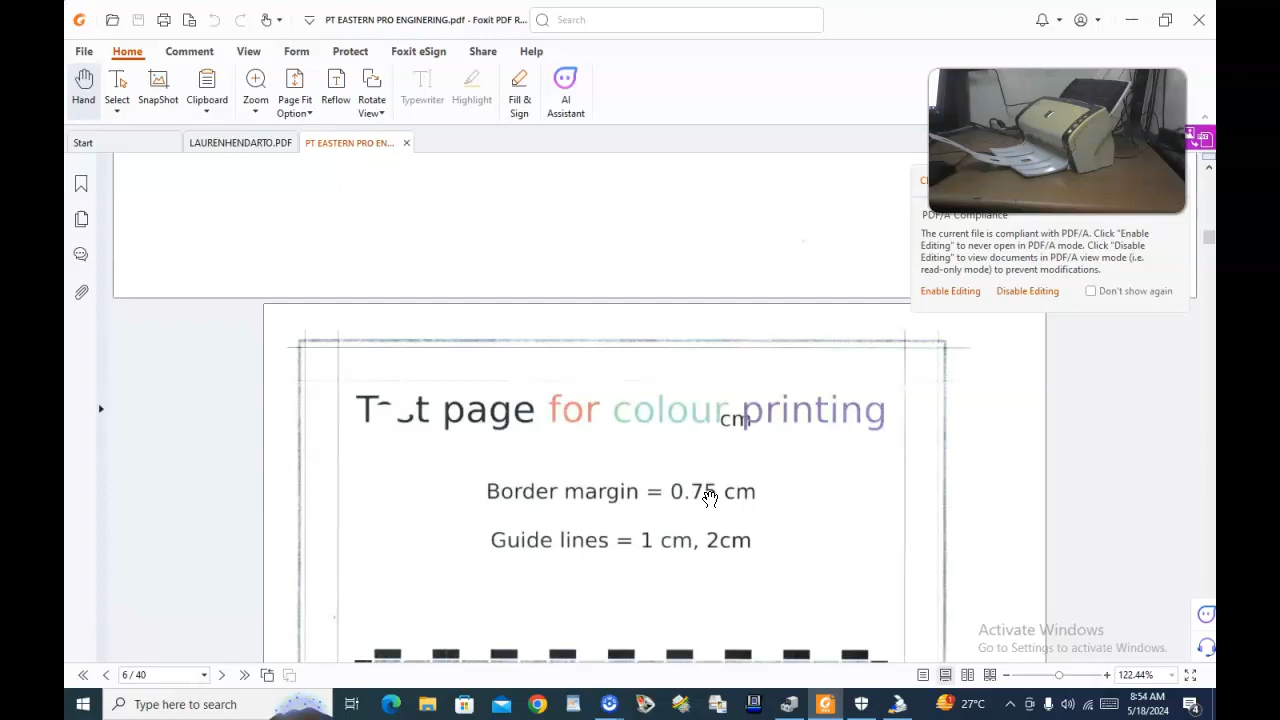 PT EASTERN PRO ENGINERING.pdf - Foxit PDF R...
Search
File Home Comment View Form Protect Foxit eSign Share Help
Hand
Select
SnapShot
Clipboard
Zoom
Page Fit Option
Reflow
Rotate View
Typewriter
Highlight
Fill & Sign
AI Assistant
Start
LAURENHENDARTO.PDF
PT EASTERN PRO EN...
PDF/A Compliance
The current file is compliant with PDF/A. Click "Enable
Editing" to never open in PDF/A mode. Click "Disable
Editing" to view documents in PDF/A view mode (i.e.
read-only mode) to prevent modifications.
Enable Editing Disable Editing Don't show again
page for colour printing
cm
Border margin = 0.75 cm
Guide lines = 1 cm, 2cm
Activate Windows
Go to Settings to activate Windows.
6 / 40
122.44%
Type here to search
27°C
8:54 AM
5/18/2024
4